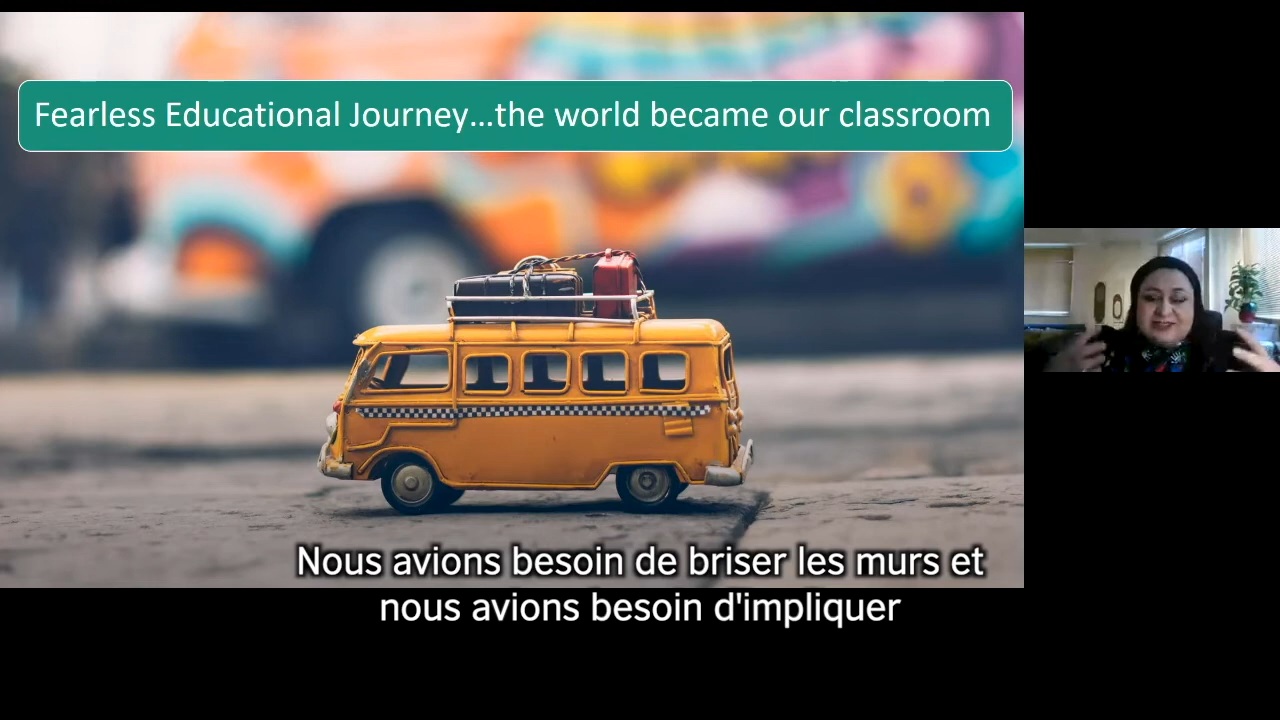 Fearless Educational Journey...the world became our classroom
Nous avions besoin de briser les murs et
nous avions besoin d'impliquer